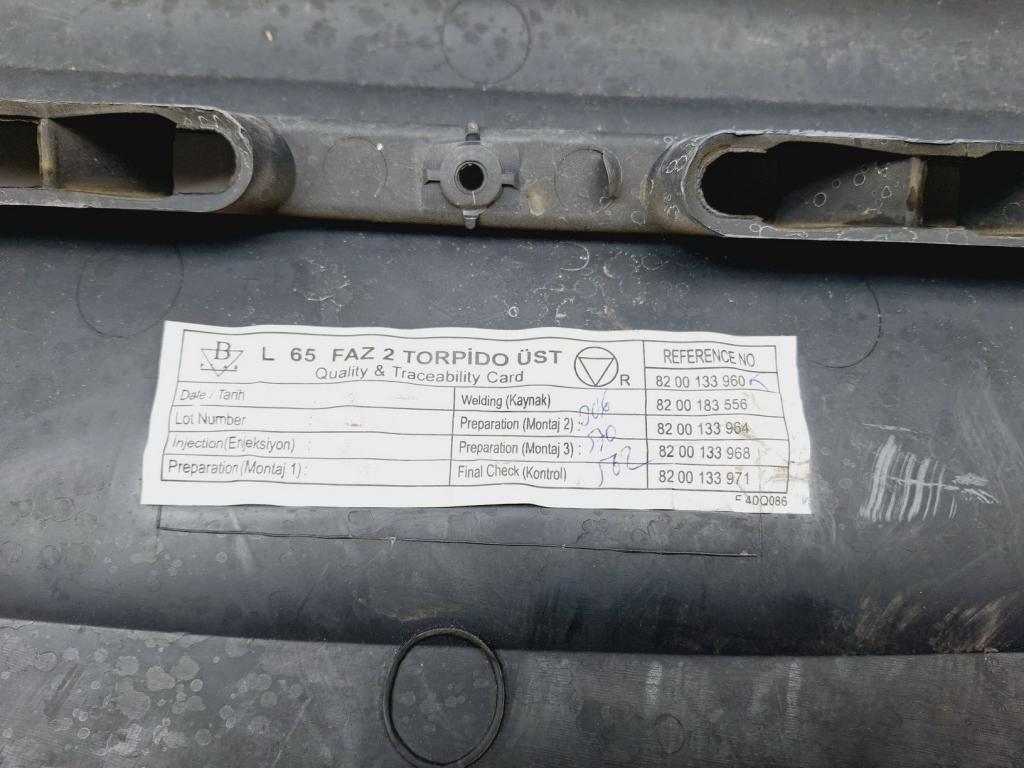 B
L 65 FAZ 2 TORPİDO ÜST
Quality & Traceability Card
R
REFERENCE NO.
Date / Tarih
Welding (Kaynak)
82 00 133 960
Lot Number
Preparation (Montaj 2) :
82 00 183 556
Injection (Enjeksiyon) :
Preparation (Montaj 3) :
82 00 133 964
Preparation (Montaj 1) :
Final Check (Kontrol)
82 00 133 968
82 00 133 971
F 40Q086